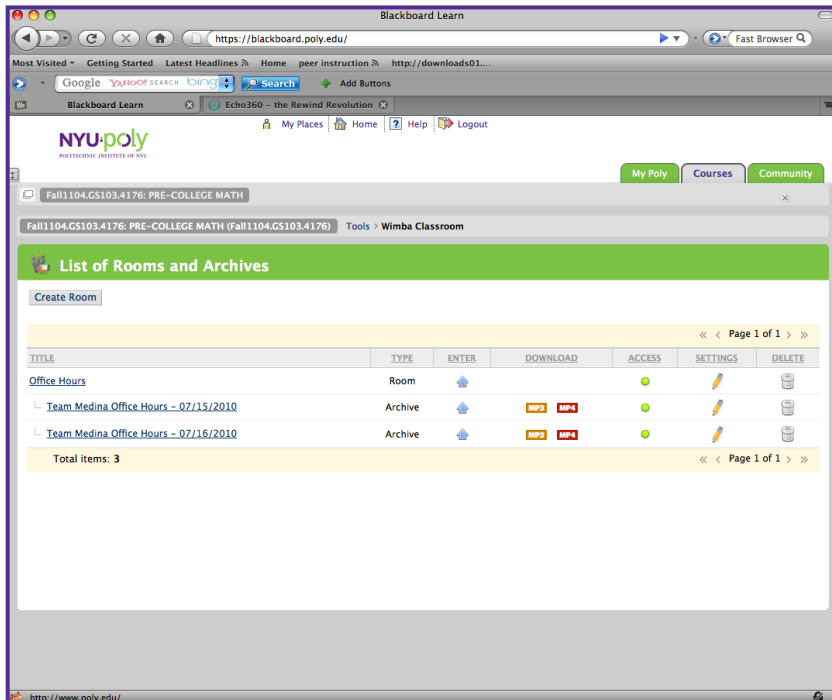 Blackboard Learn
https://blackboard.poly.edu/
Fast Browser
Most Visited Getting Started Latest Headlines Home peer instruction http://downloads01....
Google YAHOO! SEARCH bing Search Add Buttons
Blackboard Learn Echo360 – the Rewind Revolution
My Places Home Help Logout
NYU·poly
POLYTECHNIC INSTITUTE OF NYU
My Poly Courses Community
Fall1104.GS103.4176: PRE-COLLEGE MATH
Fall1104.GS103.4176: PRE-COLLEGE MATH (Fall1104.GS103.4176) Tools > Wimba Classroom
List of Rooms and Archives
Create Room
« < Page 1 of 1 > »
TITLE TYPE ENTER DOWNLOAD ACCESS SETTINGS DELETE
Office Hours Room
Team Medina Office Hours – 07/15/2010 Archive MP3 MP4
Team Medina Office Hours – 07/16/2010 Archive MP3 MP4
Total items: 3 « < Page 1 of 1 > »
http://www.poly.edu/